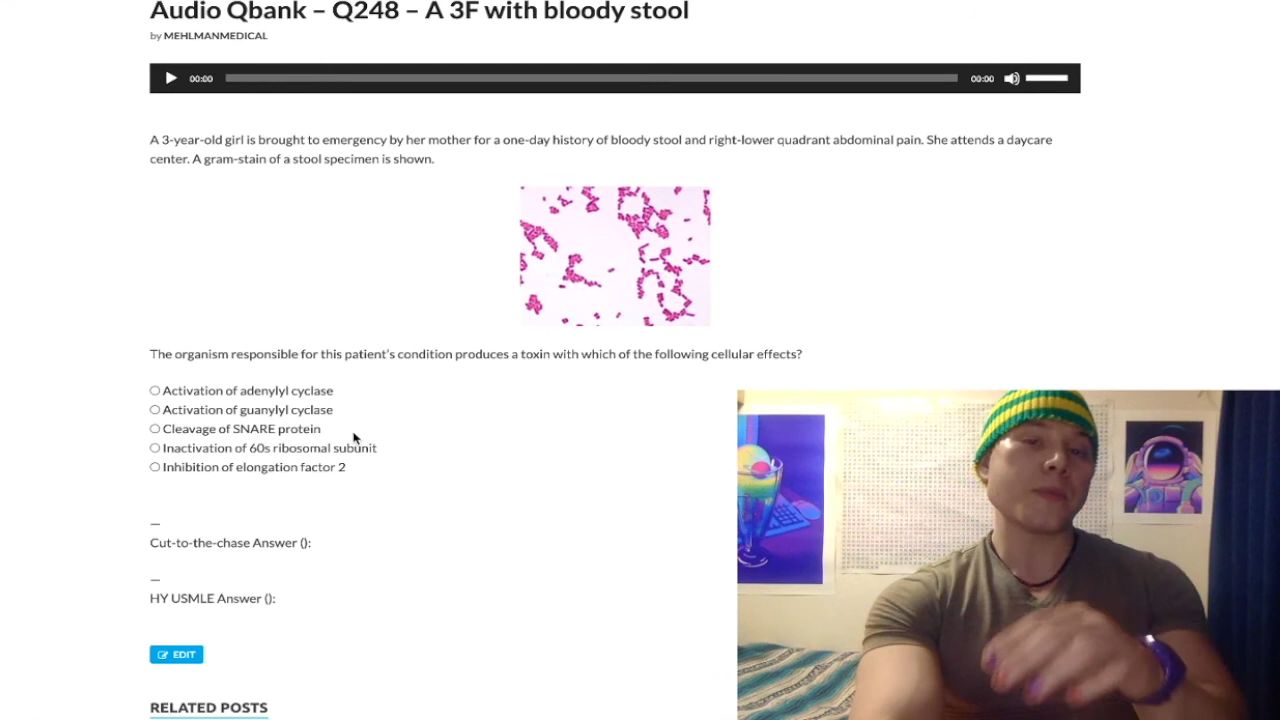 Audio Qbank – Q248 – A 3F with bloody stool
by MEHLMANMEDICAL
00:00
00:00
A 3-year-old girl is brought to emergency by her mother for a one-day history of bloody stool and right-lower quadrant abdominal pain. She attends a daycare
center. A gram-stain of a stool specimen is shown.
The organism responsible for this patient's condition produces a toxin with which of the following cellular effects?
Activation of adenylyl cyclase
Activation of guanylyl cyclase
Cleavage of SNARE protein
Inactivation of 60s ribosomal subunit
Inhibition of elongation factor 2
—
Cut-to-the-chase Answer ():
—
HY USMLE Answer ():
EDIT
RELATED POSTS